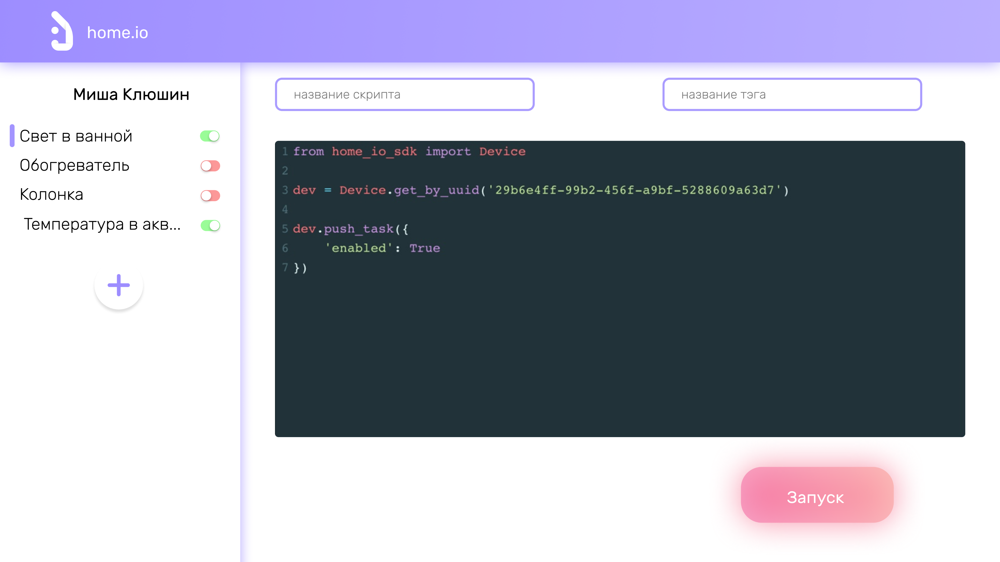 home.io
Миша Клюшин
Свет в ванной
Обогреватель
Колонка
Температура в акв...
название скрипта
название тэга
1 from home_io_sdk import Device
2
3 dev = Device.get_by_uuid('29b6e4ff-99b2-456f-a9bf-5288609a63d7')
4
5 dev.push_task({
6     'enabled': True
7 })
Запуск